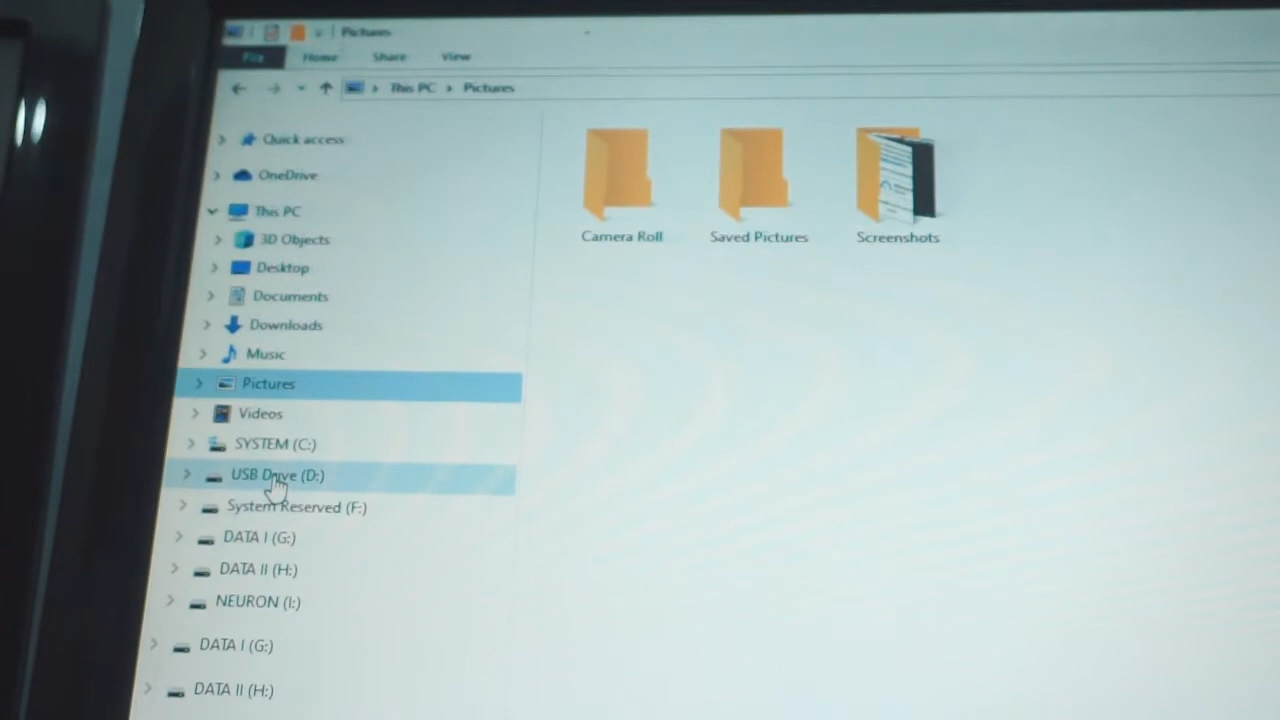 Pictures
File Home Share View
This PC Pictures
Quick access
OneDrive
This PC
3D Objects
Desktop
Documents
Downloads
Music
Pictures
Videos
SYSTEM (C:)
USB Drive (D:)
System Reserved (F:)
DATA I (G:)
DATA II (H:)
NEURON (I:)
DATA I (G:)
DATA II (H:)
Camera Roll Saved Pictures Screenshots